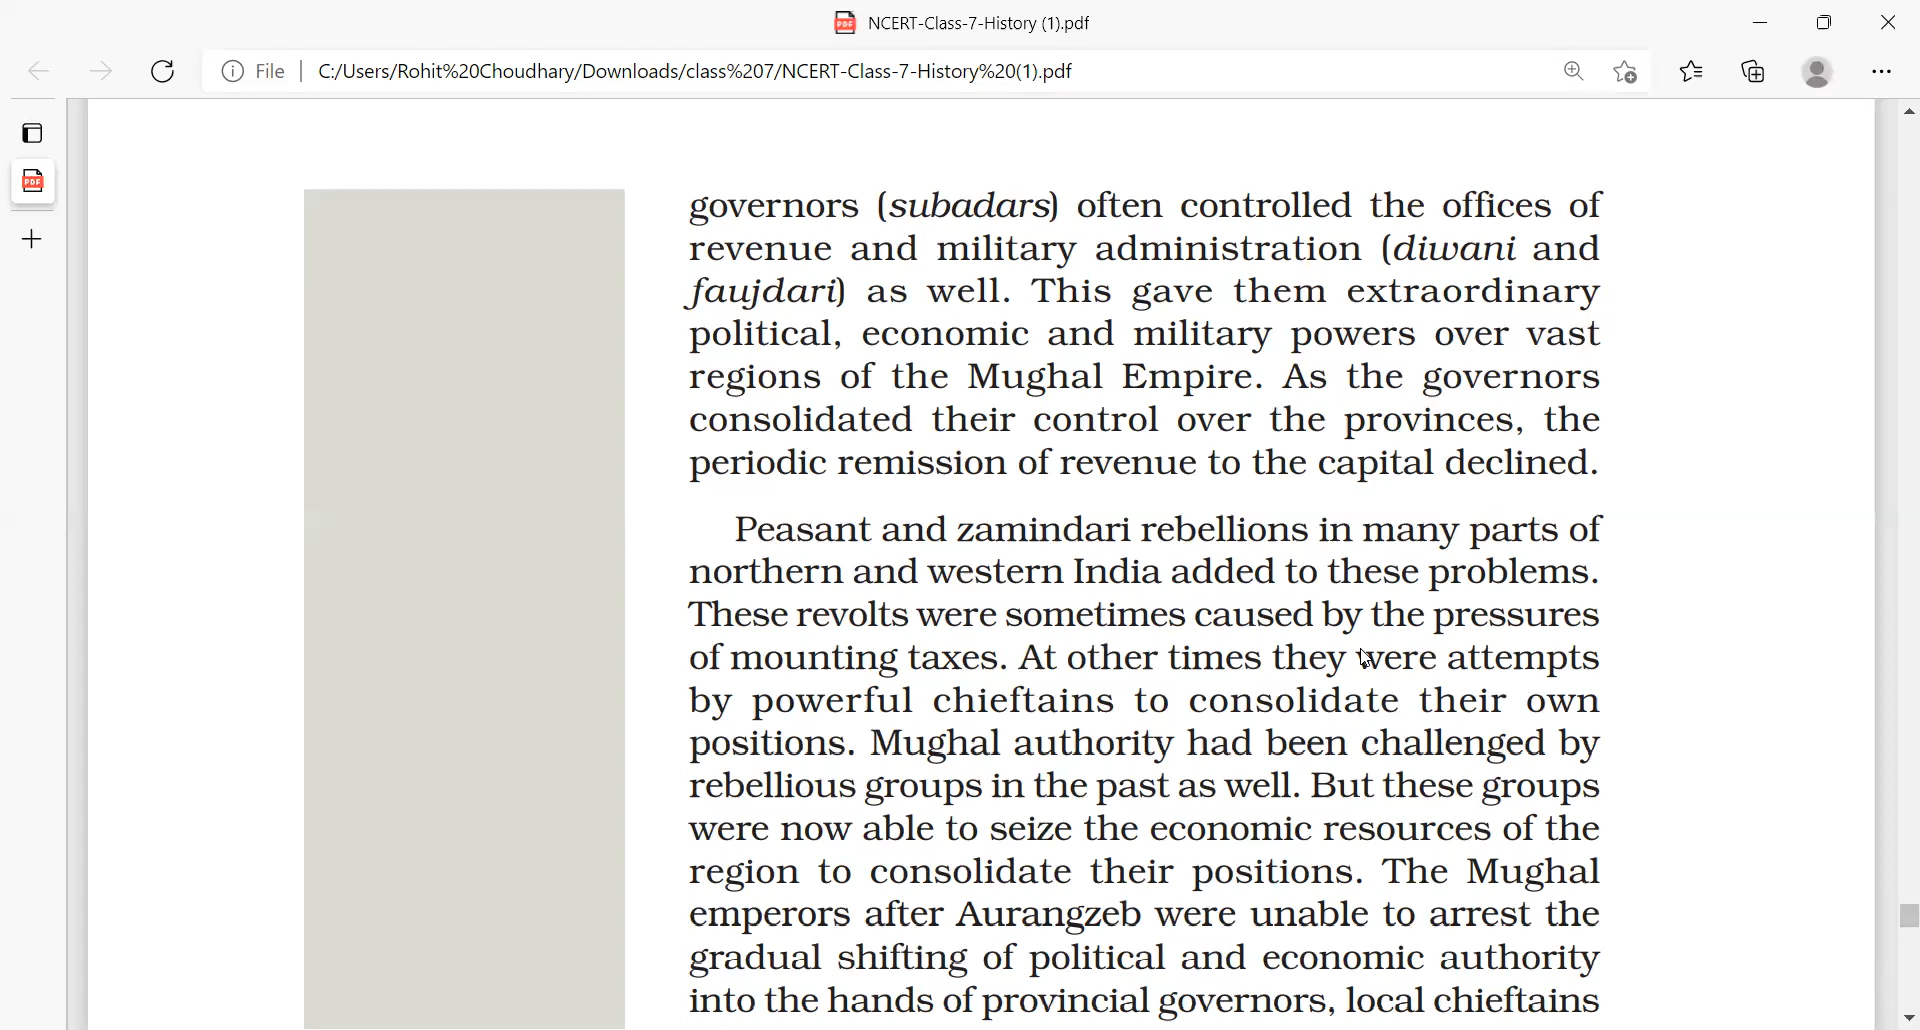 NCERT-Class-7-History (1).pdf
File | C:/Users/Rohit%20Choudhary/Downloads/class%207/NCERT-Class-7-History%20(1).pdf
governors (subadars) often controlled the offices of
revenue and military administration (diwani and
faujdari) as well. This gave them extraordinary
political, economic and military powers over vast
regions of the Mughal Empire. As the governors
consolidated their control over the provinces, the
periodic remission of revenue to the capital declined.
Peasant and zamindari rebellions in many parts of
northern and western India added to these problems.
These revolts were sometimes caused by the pressures
of mounting taxes. At other times they were attempts
by powerful chieftains to consolidate their own
positions. Mughal authority had been challenged by
rebellious groups in the past as well. But these groups
were now able to seize the economic resources of the
region to consolidate their positions. The Mughal
emperors after Aurangzeb were unable to arrest the
gradual shifting of political and economic authority
into the hands of provincial governors, local chieftains